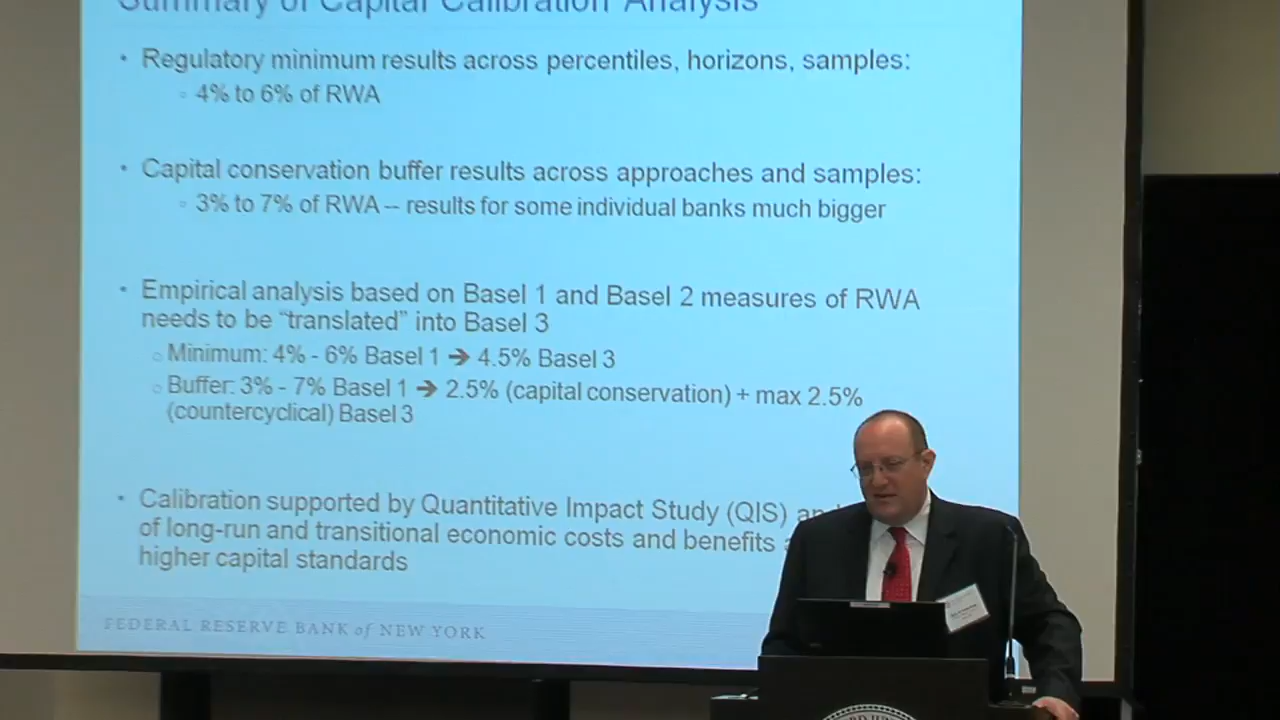 Summary of Capital Calibration Analysis
• Regulatory minimum results across percentiles, horizons, samples:
◦ 4% to 6% of RWA
• Capital conservation buffer results across approaches and samples:
◦ 3% to 7% of RWA – results for some individual banks much bigger
• Empirical analysis based on Basel 1 and Basel 2 measures of RWA
needs to be “translated” into Basel 3
○ Minimum: 4% - 6% Basel 1 ➔ 4.5% Basel 3
○ Buffer: 3% - 7% Basel 1 ➔ 2.5% (capital conservation) + max 2.5%
(countercyclical) Basel 3
• Calibration supported by Quantitative Impact Study (QIS)
of long-run and transitional economic costs and benefits
higher capital standards
FEDERAL RESERVE BANK of NEW YORK